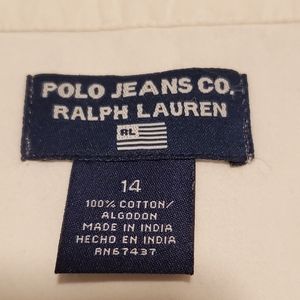 POLO JEANS CO.
RALPH LAUREN
RL
14
100% COTTON/
ALGODON
MADE IN INDIA
HECHO EN INDIA
RN67437